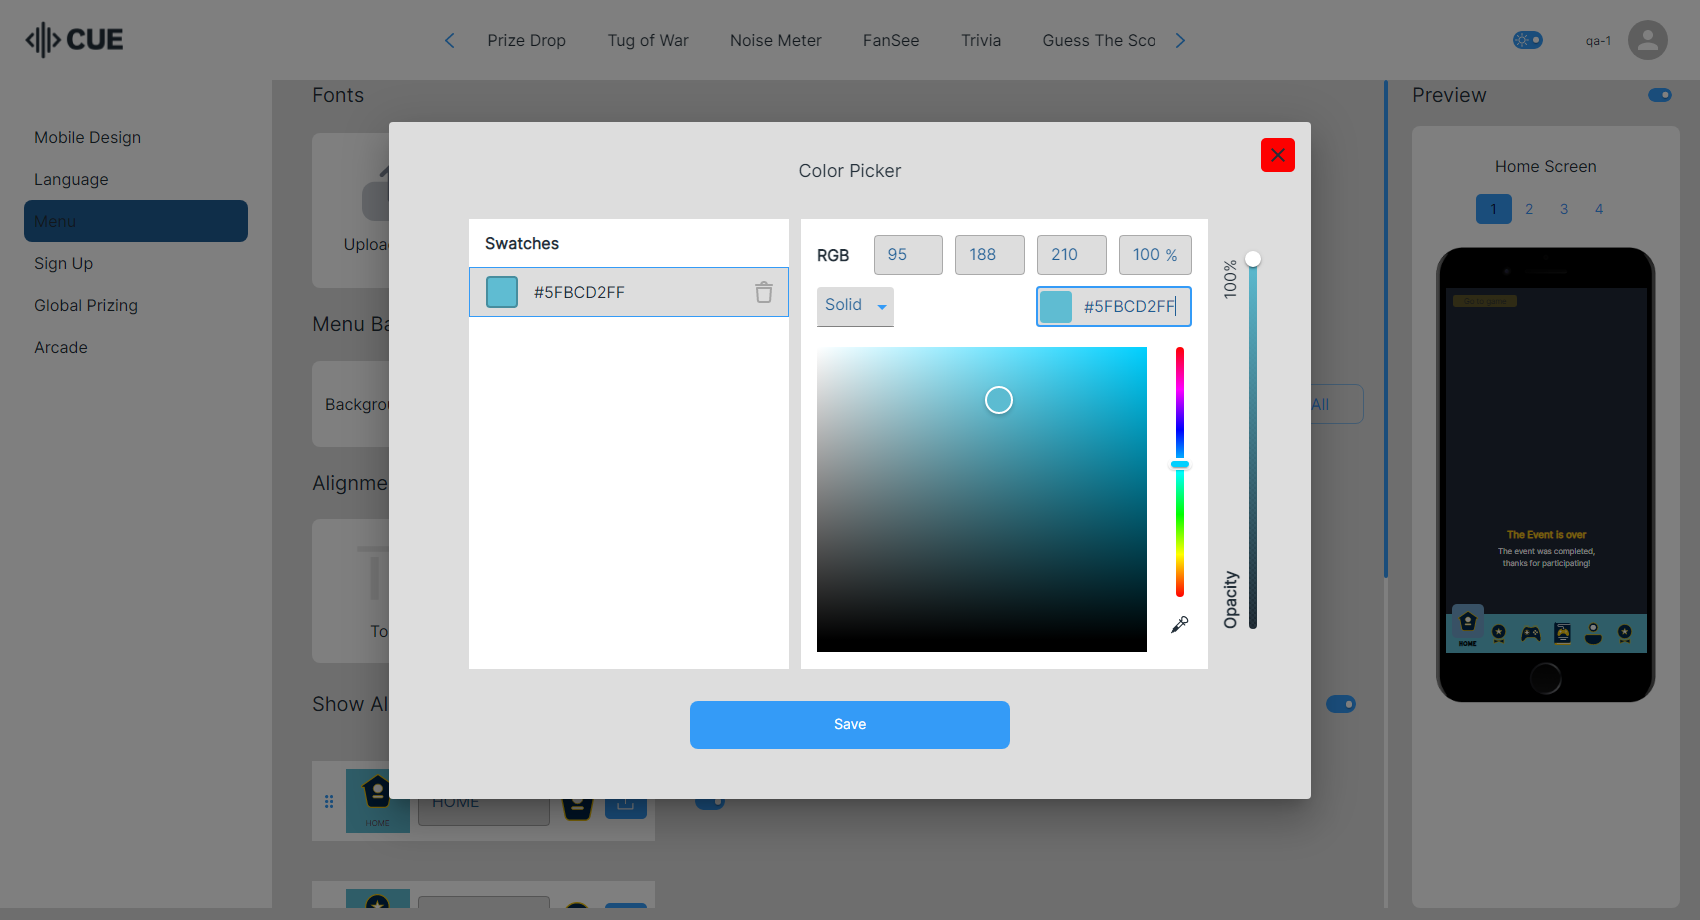 CUE
Prize Drop
Tug of War
Noise Meter
FanSee
Trivia
Guess The Sco
qa-1
Mobile Design
Language
Menu
Sign Up
Global Prizing
Arcade
Fonts
Uploa
Menu Ba
Backgrou
All
Alignme
To
Show Al
HOME
HOME
Color Picker
Swatches
#5FBCD2FF
RGB
95
188
210
100 %
Solid
#5FBCD2FF
100%
Opacity
Save
Preview
Home Screen
1
2
3
4
Go to game
The Event is over
The event was completed,
thanks for participating!
HOME